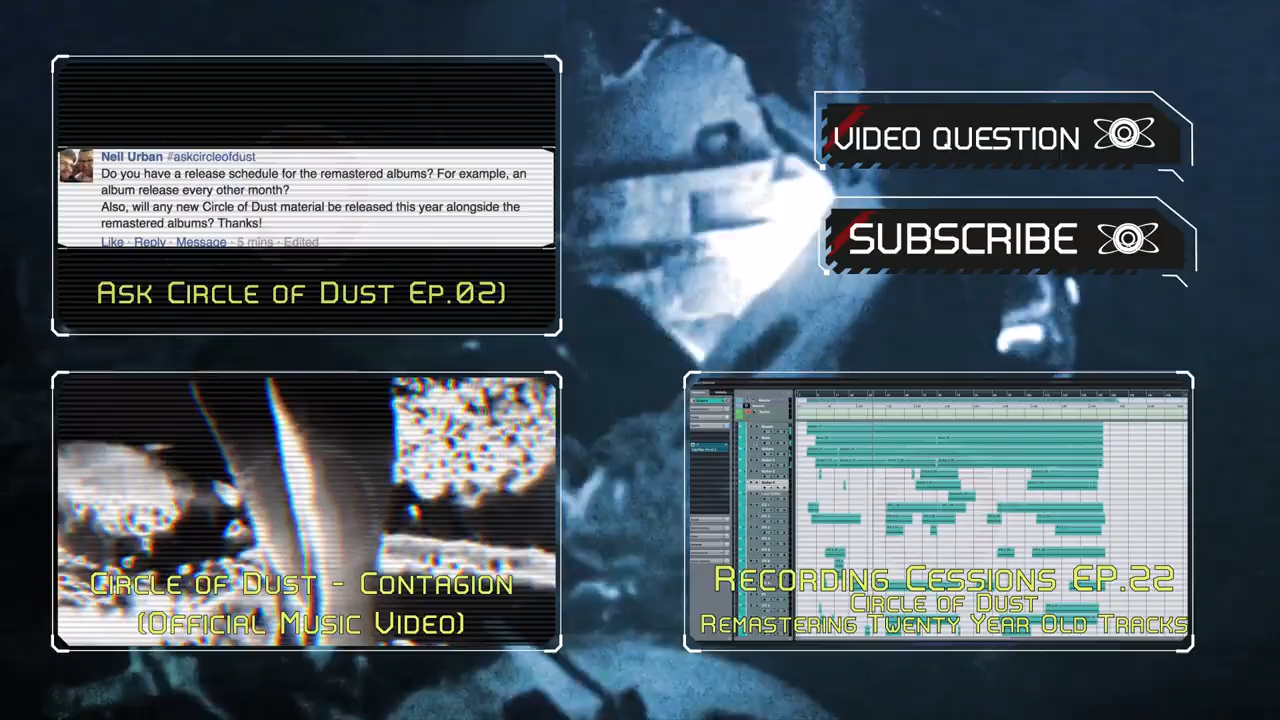 Neil Urban #askcircleofdust
Do you have a release schedule for the remastered albums? For example, an
album release every other month?
Also, will any new Circle of Dust material be released this year alongside the
remastered albums? Thanks!
Like · Reply · Message · 5 mins · Edited
Ask Circle of Dust Ep.02)
VIDEO QUESTION
SUBSCRIBE
Circle of Dust - Contagion
(Official Music Video)
Recording Cessions EP.22
Circle of Dust
Remastering Twenty Year Old Tracks